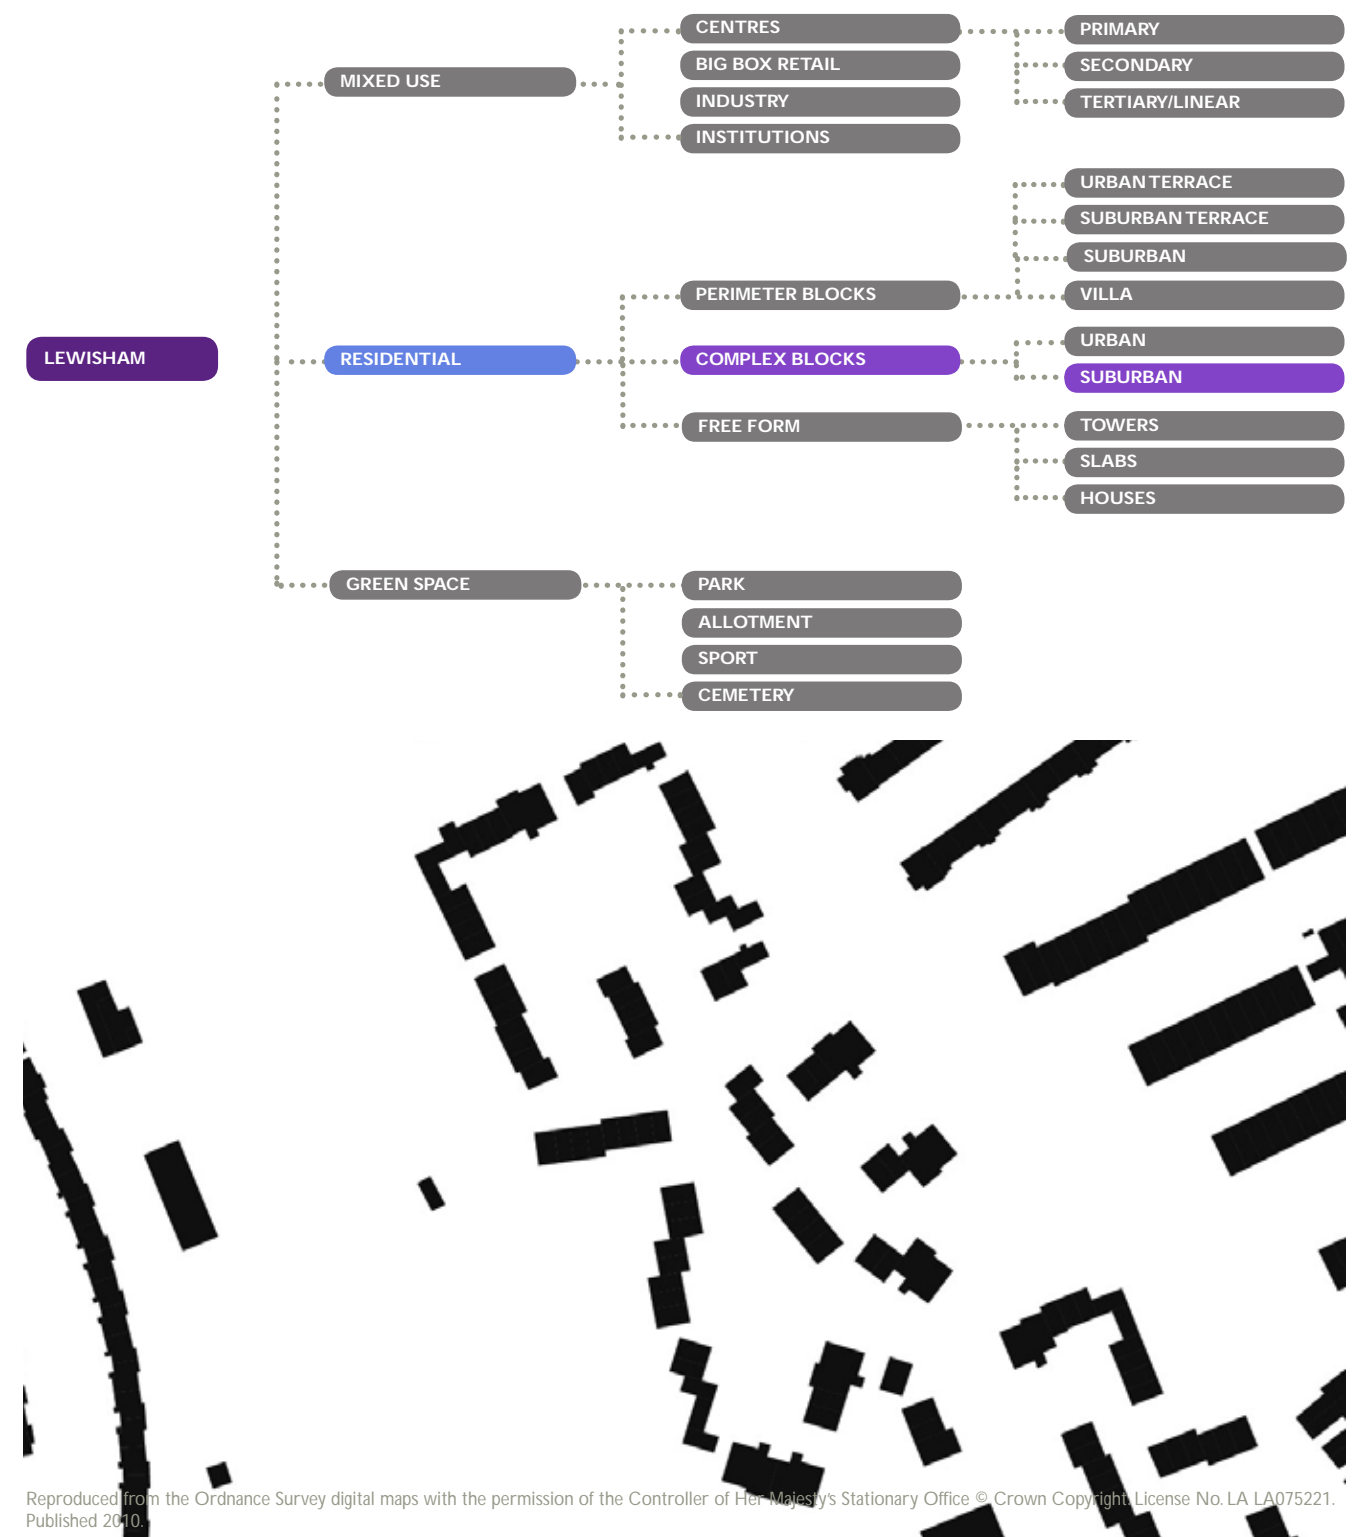 CENTRES
PRIMARY
BIG BOX RETAIL
SECONDARY
MIXED USE
INDUSTRY
TERTIARY/LINEAR
INSTITUTIONS
URBAN TERRACE
SUBURBAN TERRACE
SUBURBAN
PERIMETER BLOCKS
VILLA
URBAN
LEWISHAM
RESIDENTIAL
COMPLEX BLOCKS
SUBURBAN
FREE FORM
TOWERS
SLABS
HOUSES
GREEN SPACE
PARK
ALLOTMENT
SPORT
CEMETERY
Reproduced from the Ordnance Survey digital maps with the permission of the Controller of Her Majesty's Stationary Office © Crown Copyright. License No. LA LA075221.
Published 2010.